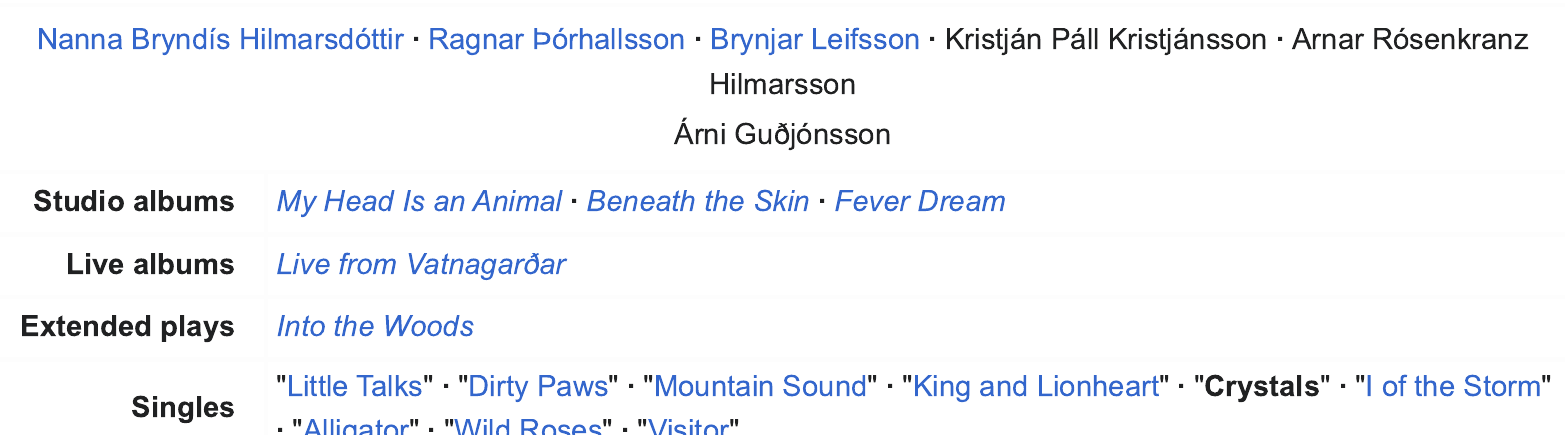 Nanna Bryndís Hilmarsdóttir · Ragnar Þórhallsson · Brynjar Leifsson · Kristján Páll Kristjánsson · Arnar Rósenkranz
Hilmarsson
Árni Guðjónsson
Studio albums My Head Is an Animal · Beneath the Skin · Fever Dream
Live albums Live from Vatnagarðar
Extended plays Into the Woods
Singles "Little Talks" · "Dirty Paws" · "Mountain Sound" · "King and Lionheart" · "Crystals" · "I of the Storm"
· "Alligator" · "Wild Roses" · "Visitor"